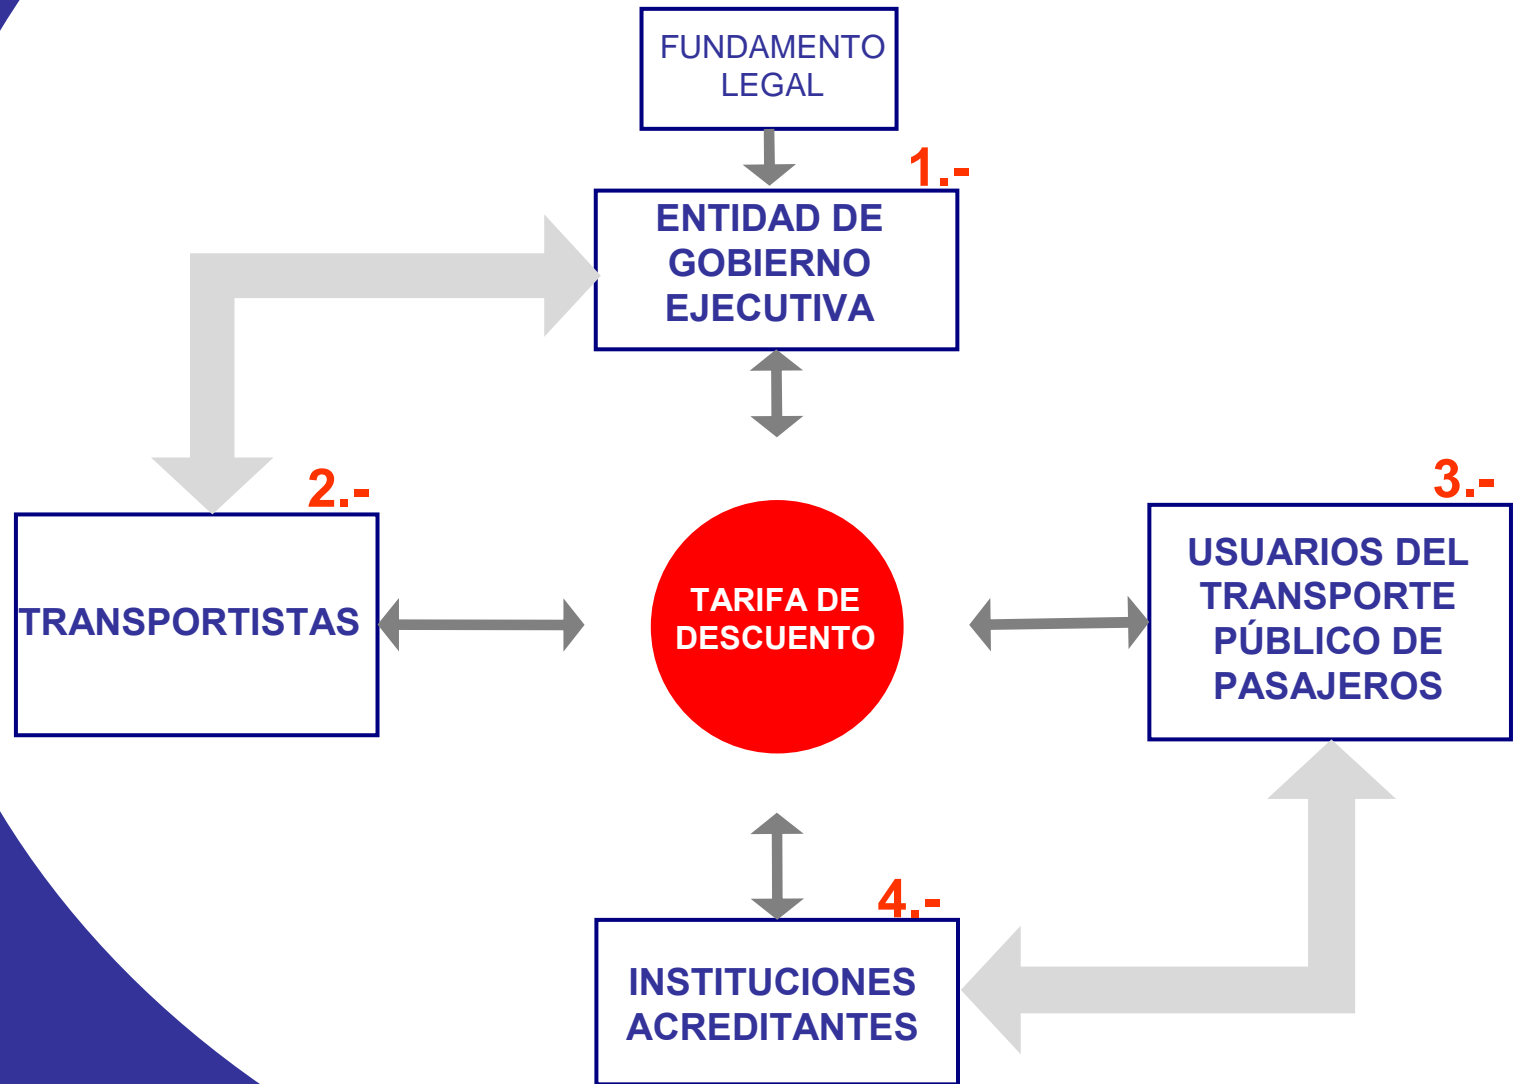 FUNDAMENTO
LEGAL
1.-
ENTIDAD DE
GOBIERNO
EJECUTIVA
2.-
TRANSPORTISTAS
TARIFA DE
DESCUENTO
3.-
USUARIOS DEL
TRANSPORTE
PÚBLICO DE
PASAJEROS
4.-
INSTITUCIONES
ACREDITANTES